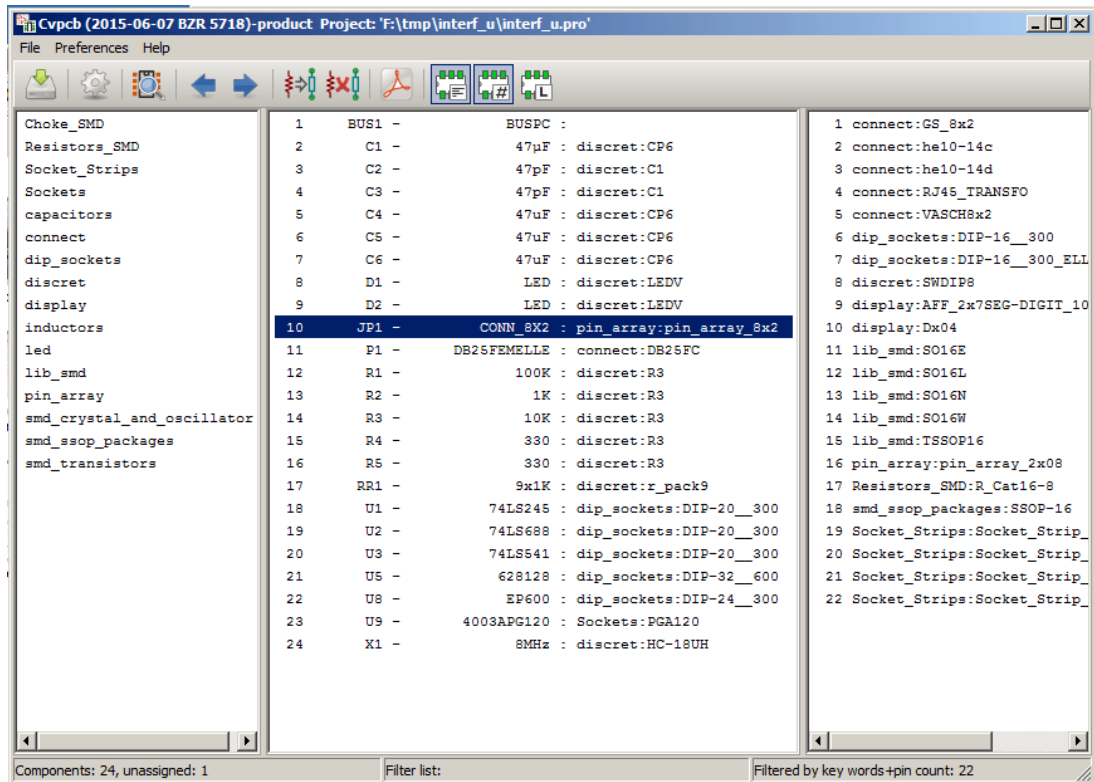 Cvpcb (2015-06-07 BZR 5718)-product Project: 'F:\tmp\interf_u\interf_u.pro'
File Preferences Help
Choke_SMD
Resistors_SMD
Socket_Strips
Sockets
capacitors
connect
dip_sockets
discret
display
inductors
led
lib_smd
pin_array
smd_crystal_and_oscillator
smd_ssop_packages
smd_transistors
1 BUS1 - BUSPC :
2 C1 - 47µF : discret:CP6
3 C2 - 47pF : discret:C1
4 C3 - 47pF : discret:C1
5 C4 - 47uF : discret:CP6
6 C5 - 47uF : discret:CP6
7 C6 - 47uF : discret:CP6
8 D1 - LED : discret:LEDV
9 D2 - LED : discret:LEDV
10 JP1 - CONN_8X2 : pin_array:pin_array_8x2
11 P1 - DB25FEMELLE : connect:DB25FC
12 R1 - 100K : discret:R3
13 R2 - 1K : discret:R3
14 R3 - 10K : discret:R3
15 R4 - 330 : discret:R3
16 R5 - 330 : discret:R3
17 RR1 - 9x1K : discret:r_pack9
18 U1 - 74LS245 : dip_sockets:DIP-20__300
19 U2 - 74LS688 : dip_sockets:DIP-20__300
20 U3 - 74LS541 : dip_sockets:DIP-20__300
21 U5 - 628128 : dip_sockets:DIP-32__600
22 U8 - EP600 : dip_sockets:DIP-24__300
23 U9 - 4003APG120 : Sockets:PGA120
24 X1 - 8MHz : discret:HC-18UH
1 connect:GS_8x2
2 connect:he10-14c
3 connect:he10-14d
4 connect:RJ45_TRANSFO
5 connect:VASCH8x2
6 dip_sockets:DIP-16__300
7 dip_sockets:DIP-16__300_ELL
8 discret:SWDIP8
9 display:AFF_2x7SEG-DIGIT_10
10 display:Dx04
11 lib_smd:SO16E
12 lib_smd:SO16L
13 lib_smd:SO16N
14 lib_smd:SO16W
15 lib_smd:TSSOP16
16 pin_array:pin_array_2x08
17 Resistors_SMD:R_Cat16-8
18 smd_ssop_packages:SSOP-16
19 Socket_Strips:Socket_Strip_
20 Socket_Strips:Socket_Strip_
21 Socket_Strips:Socket_Strip_
22 Socket_Strips:Socket_Strip_
Components: 24, unassigned: 1
Filter list:
Filtered by key words+pin count: 22